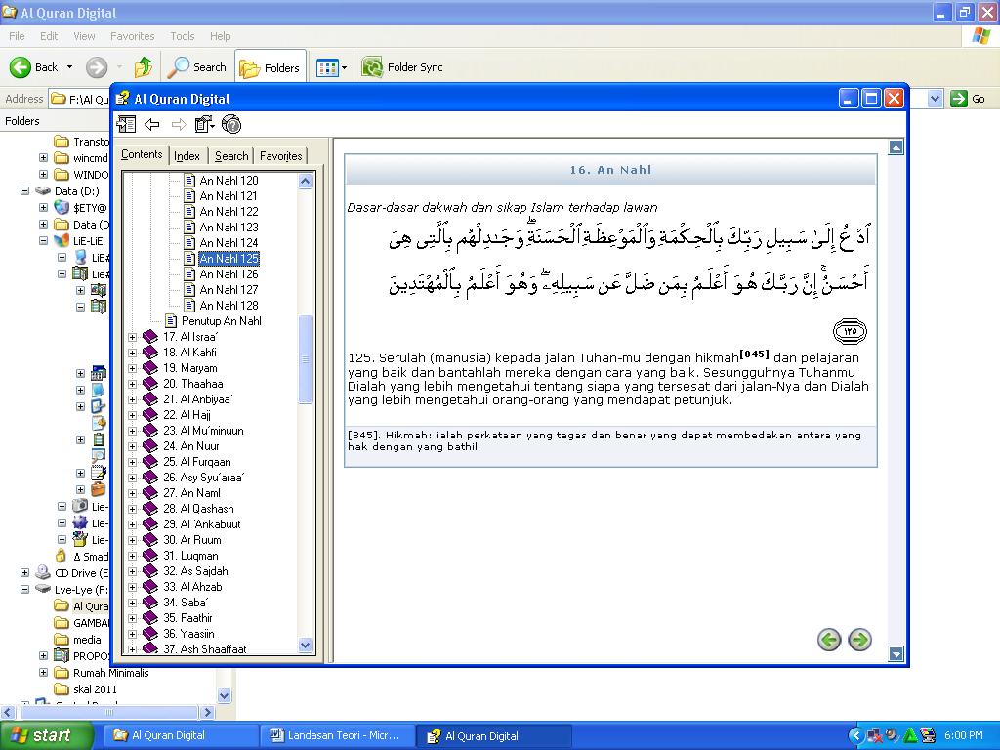 Al Quran Digital
File Edit View Favorites Tools Help
Back Search Folders Folder Sync
Address F:\Al Qu Go
Folders
Transto
wincmd
WINDO
Data (D:)
$ETY@
Data (D
LiE-LiE
LiE#
Lie#
Lie-
Lie-
Lie-
Δ Smad
CD Drive (E
Lye-Lye (F:
Al Qura
GAMBA
media
PROPO
Rumah Minimalis
skal 2011
Al Quran Digital
Contents Index Search Favorites
An Nahl 120
An Nahl 121
An Nahl 122
An Nahl 123
An Nahl 124
An Nahl 125
An Nahl 126
An Nahl 127
An Nahl 128
Penutup An Nahl
17. Al Israa´
18. Al Kahfi
19. Maryam
20. Thaahaa
21. Al Anbiyaa´
22. Al Hajj
23. Al Mu´minuun
24. An Nuur
25. Al Furqaan
26. Asy Syu´araa´
27. An Naml
28. Al Qashash
29. Al ´Ankabuut
30. Ar Ruum
31. Luqman
32. As Sajdah
33. Al Ahzab
34. Saba´
35. Faathir
36. Yaasiin
37. Ash Shaaffaat
16. An Nahl
Dasar-dasar dakwah dan sikap Islam terhadap lawan
ٱدْعُ إِلَىٰ سَبِيلِ رَبِّكَ بِٱلْحِكْمَةِ وَٱلْمَوْعِظَةِ ٱلْحَسَنَةِ ۖ وَجَـٰدِلْهُم بِٱلَّتِى هِىَ
أَحْسَنُ ۚ إِنَّ رَبَّكَ هُوَ أَعْلَمُ بِمَن ضَلَّ عَن سَبِيلِهِۦ ۖ وَهُوَ أَعْلَمُ بِٱلْمُهْتَدِينَ
١٢٥
125. Serulah (manusia) kepada jalan Tuhan-mu dengan hikmah[845] dan pelajaran
yang baik dan bantahlah mereka dengan cara yang baik. Sesungguhnya Tuhanmu
Dialah yang lebih mengetahui tentang siapa yang tersesat dari jalan-Nya dan Dialah
yang lebih mengetahui orang-orang yang mendapat petunjuk.
[845]. Hikmah: ialah perkataan yang tegas dan benar yang dapat membedakan antara yang
hak dengan yang bathil.
start Al Quran Digital Landasan Teori - Micr... Al Quran Digital 6:00 PM